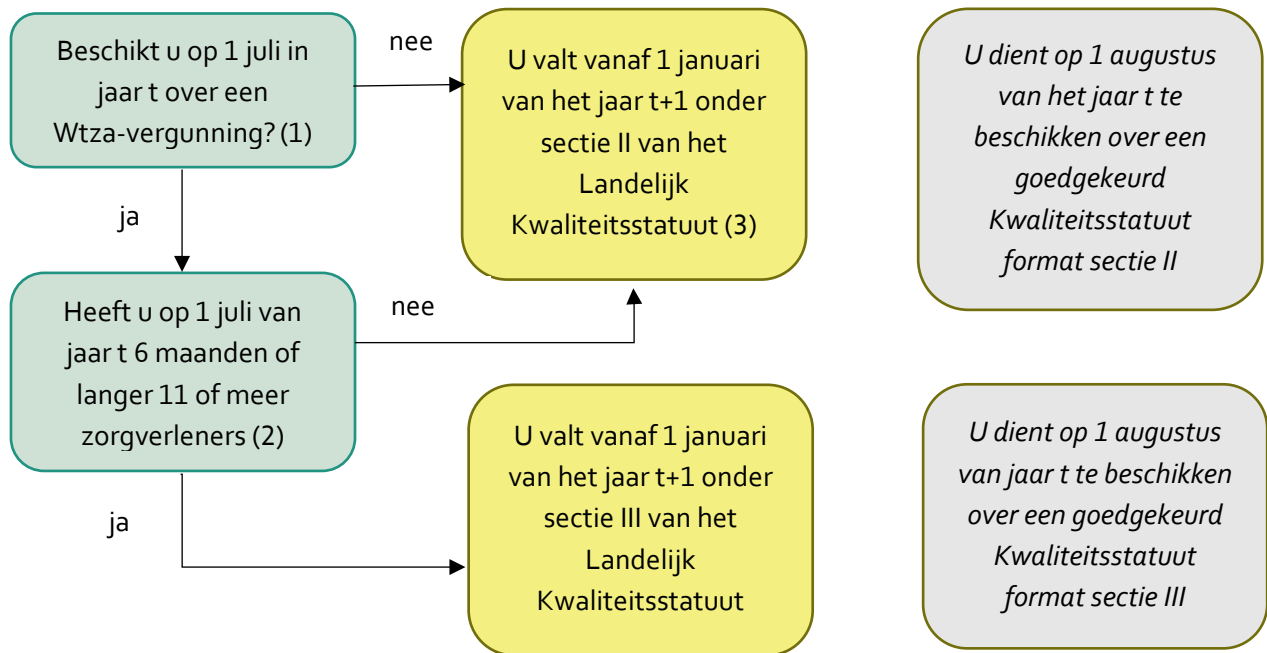 Beschikt u op 1 juli in
jaar t over een
Wtza-vergunning? (1)
nee
U valt vanaf 1 januari
van het jaar t+1 onder
sectie II van het
Landelijk
Kwaliteitsstatuut (3)
U dient op 1 augustus
van het jaar t te
beschikken over een
goedgekeurd
Kwaliteitsstatuut
format sectie II
ja
Heeft u op 1 juli van
jaar t 6 maanden of
langer 11 of meer
zorgverleners (2)
nee
ja
U valt vanaf 1 januari
van het jaar t+1 onder
sectie III van het
Landelijk
Kwaliteitsstatuut
U dient op 1 augustus
van jaar t te beschikken
over een goedgekeurd
Kwaliteitsstatuut
format sectie III